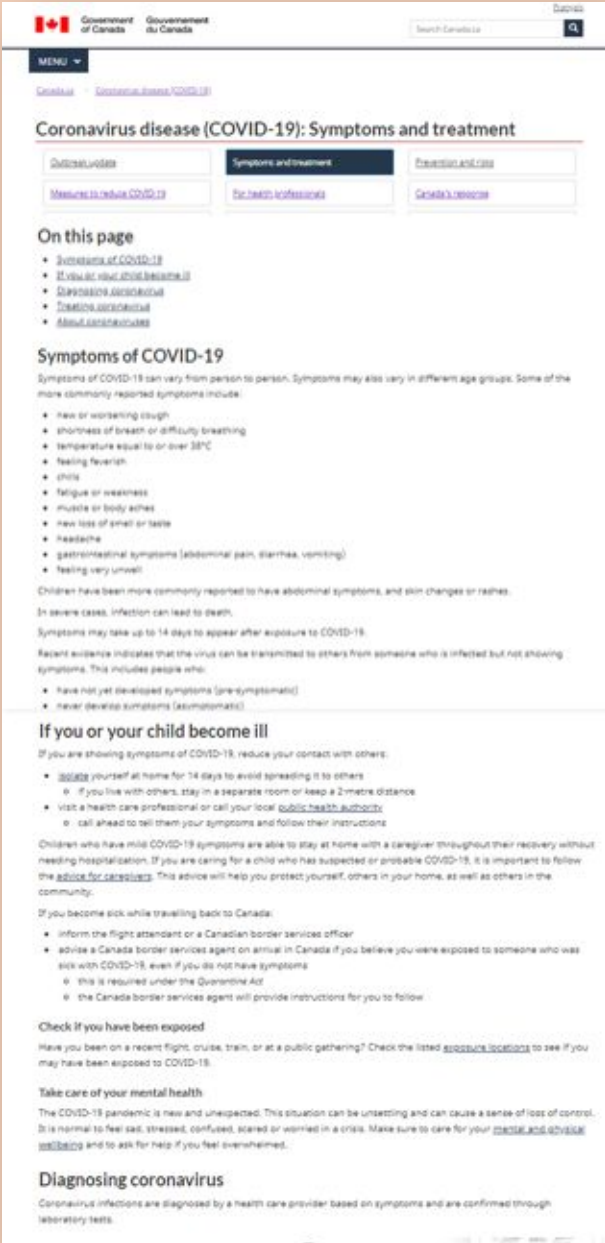 Français
Government
of Canada
Gouvernement
du Canada
Search Canada.ca
MENU
Canada.ca
Coronavirus disease (COVID-19)
Coronavirus disease (COVID-19): Symptoms and treatment
Outbreak update
Symptoms and treatment
Prevention and risks
Measures to reduce COVID-19
For health professionals
Canada's response
On this page
• Symptoms of COVID-19
• If you or your child become ill
• Diagnosing coronavirus
• Treating coronavirus
• About coronaviruses
Symptoms of COVID-19
Symptoms of COVID-19 can vary from person to person. Symptoms may also vary in different age groups. Some of the
more commonly reported symptoms include:
• new or worsening cough
• shortness of breath or difficulty breathing
• temperature equal to or over 38°C
• feeling feverish
• chills
• fatigue or weakness
• muscle or body aches
• new loss of smell or taste
• headache
• gastrointestinal symptoms (abdominal pain, diarrhea, vomiting)
• feeling very unwell
Children have been more commonly reported to have abdominal symptoms, and skin changes or rashes.
In severe cases, infection can lead to death.
Symptoms may take up to 14 days to appear after exposure to COVID-19.
Recent evidence indicates that the virus can be transmitted to others from someone who is infected but not showing
symptoms. This includes people who:
• have not yet developed symptoms (pre-symptomatic)
• never develop symptoms (asymptomatic)
If you or your child become ill
If you are showing symptoms of COVID-19, reduce your contact with others:
• isolate yourself at home for 14 days to avoid spreading it to others
o if you live with others, stay in a separate room or keep a 2-metre distance
• visit a health care professional or call your local public health authority
o call ahead to tell them your symptoms and follow their instructions
Children who have mild COVID-19 symptoms are able to stay at home with a caregiver throughout their recovery without
needing hospitalization. If you are caring for a child who has suspected or probable COVID-19, it is important to follow
the advice for caregivers. This advice will help you protect yourself, others in your home, as well as others in the
community.
If you become sick while travelling back to Canada:
• inform the flight attendant or a Canadian border services officer
• advise a Canada border services agent on arrival in Canada if you believe you were exposed to someone who was
sick with COVID-19, even if you do not have symptoms
o this is required under the Quarantine Act
o the Canada border services agent will provide instructions for you to follow
Check if you have been exposed
Have you been on a recent flight, cruise, train, or at a public gathering? Check the listed exposure locations to see if you
may have been exposed to COVID-19.
Take care of your mental health
The COVID-19 pandemic is new and unexpected. This situation can be unsettling and can cause a sense of loss of control.
It is normal to feel sad, stressed, confused, scared or worried in a crisis. Make sure to care for your mental and physical
wellbeing and to ask for help if you feel overwhelmed.
Diagnosing coronavirus
Coronavirus infections are diagnosed by a health care provider based on symptoms and are confirmed through
laboratory tests.